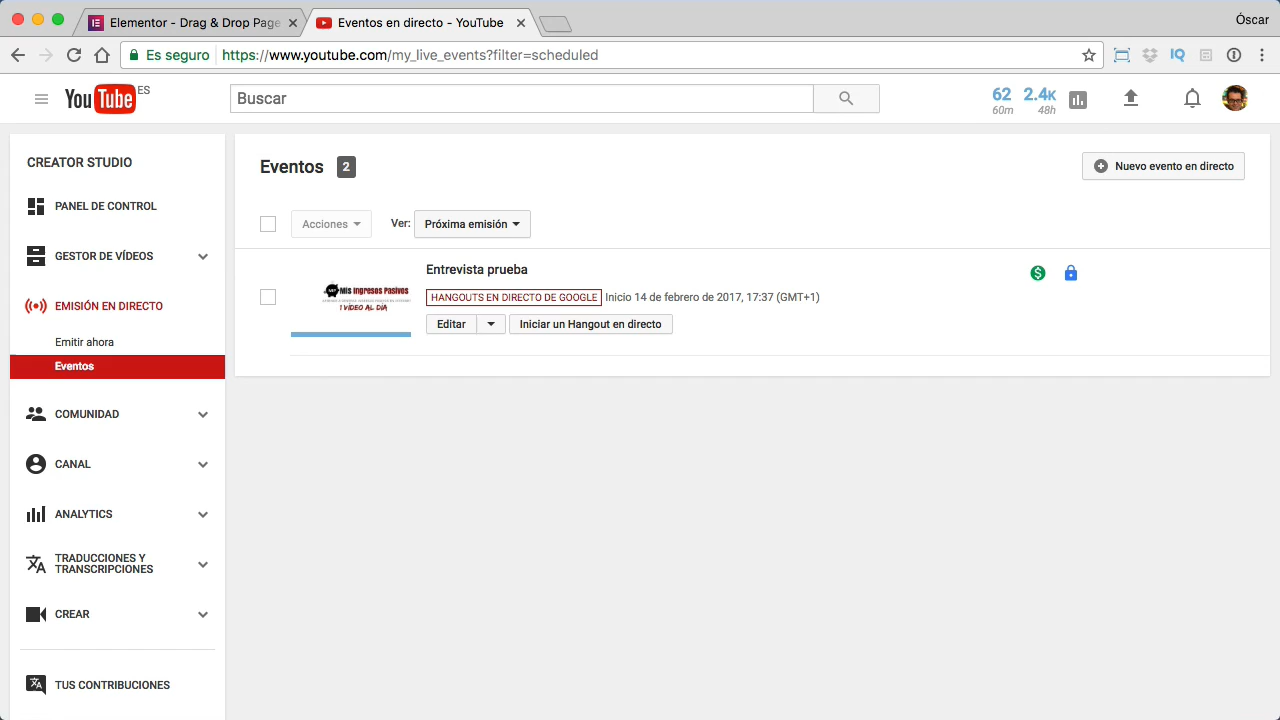 Elementor - Drag & Drop Page
Eventos en directo - YouTube
Óscar
Es seguro
https://www.youtube.com/my_live_events?filter=scheduled
YouTube ES
Buscar
62 2.4K
60m 48h
CREATOR STUDIO
PANEL DE CONTROL
GESTOR DE VÍDEOS
EMISIÓN EN DIRECTO
Emitir ahora
Eventos
COMUNIDAD
CANAL
ANALYTICS
TRADUCCIONES Y
TRANSCRIPCIONES
CREAR
TUS CONTRIBUCIONES
Eventos 2
Nuevo evento en directo
Acciones
Ver: Próxima emisión
Mis Ingresos Pasivos
1 VÍDEO AL DÍA
Entrevista prueba
HANGOUTS EN DIRECTO DE GOOGLE Inicio 14 de febrero de 2017, 17:37 (GMT+1)
Editar
Iniciar un Hangout en directo